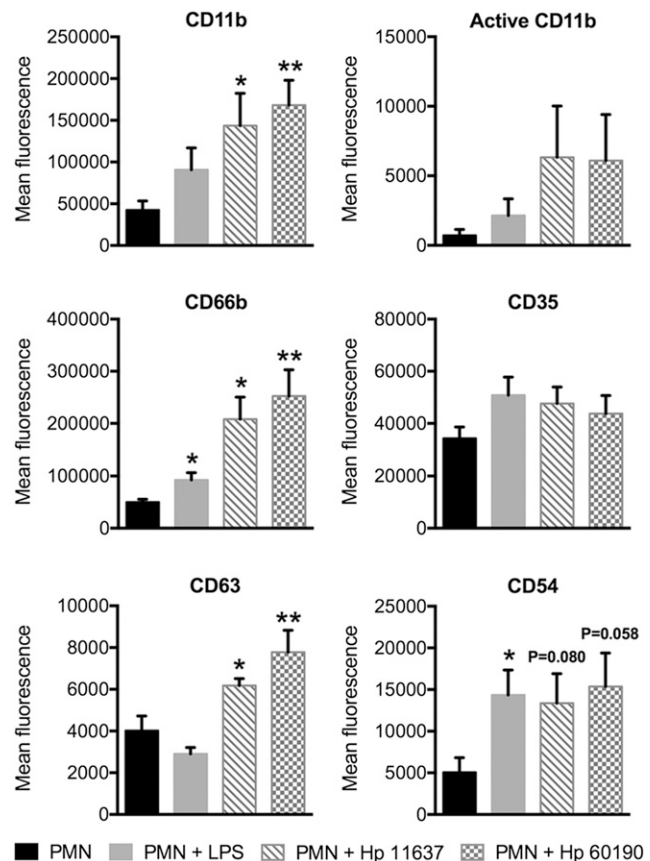 CD11b
Mean fluorescence
250000
200000
150000
100000
50000
0
*
**
Active CD11b
Mean fluorescence
15000
10000
5000
0
CD66b
Mean fluorescence
400000
300000
200000
100000
0
*
*
**
CD35
Mean fluorescence
80000
60000
40000
20000
0
CD63
Mean fluorescence
10000
8000
6000
4000
2000
0
*
**
CD54
Mean fluorescence
25000
20000
15000
10000
5000
0
*
P=0.080
P=0.058
PMN PMN + LPS PMN + Hp 11637 PMN + Hp 60190